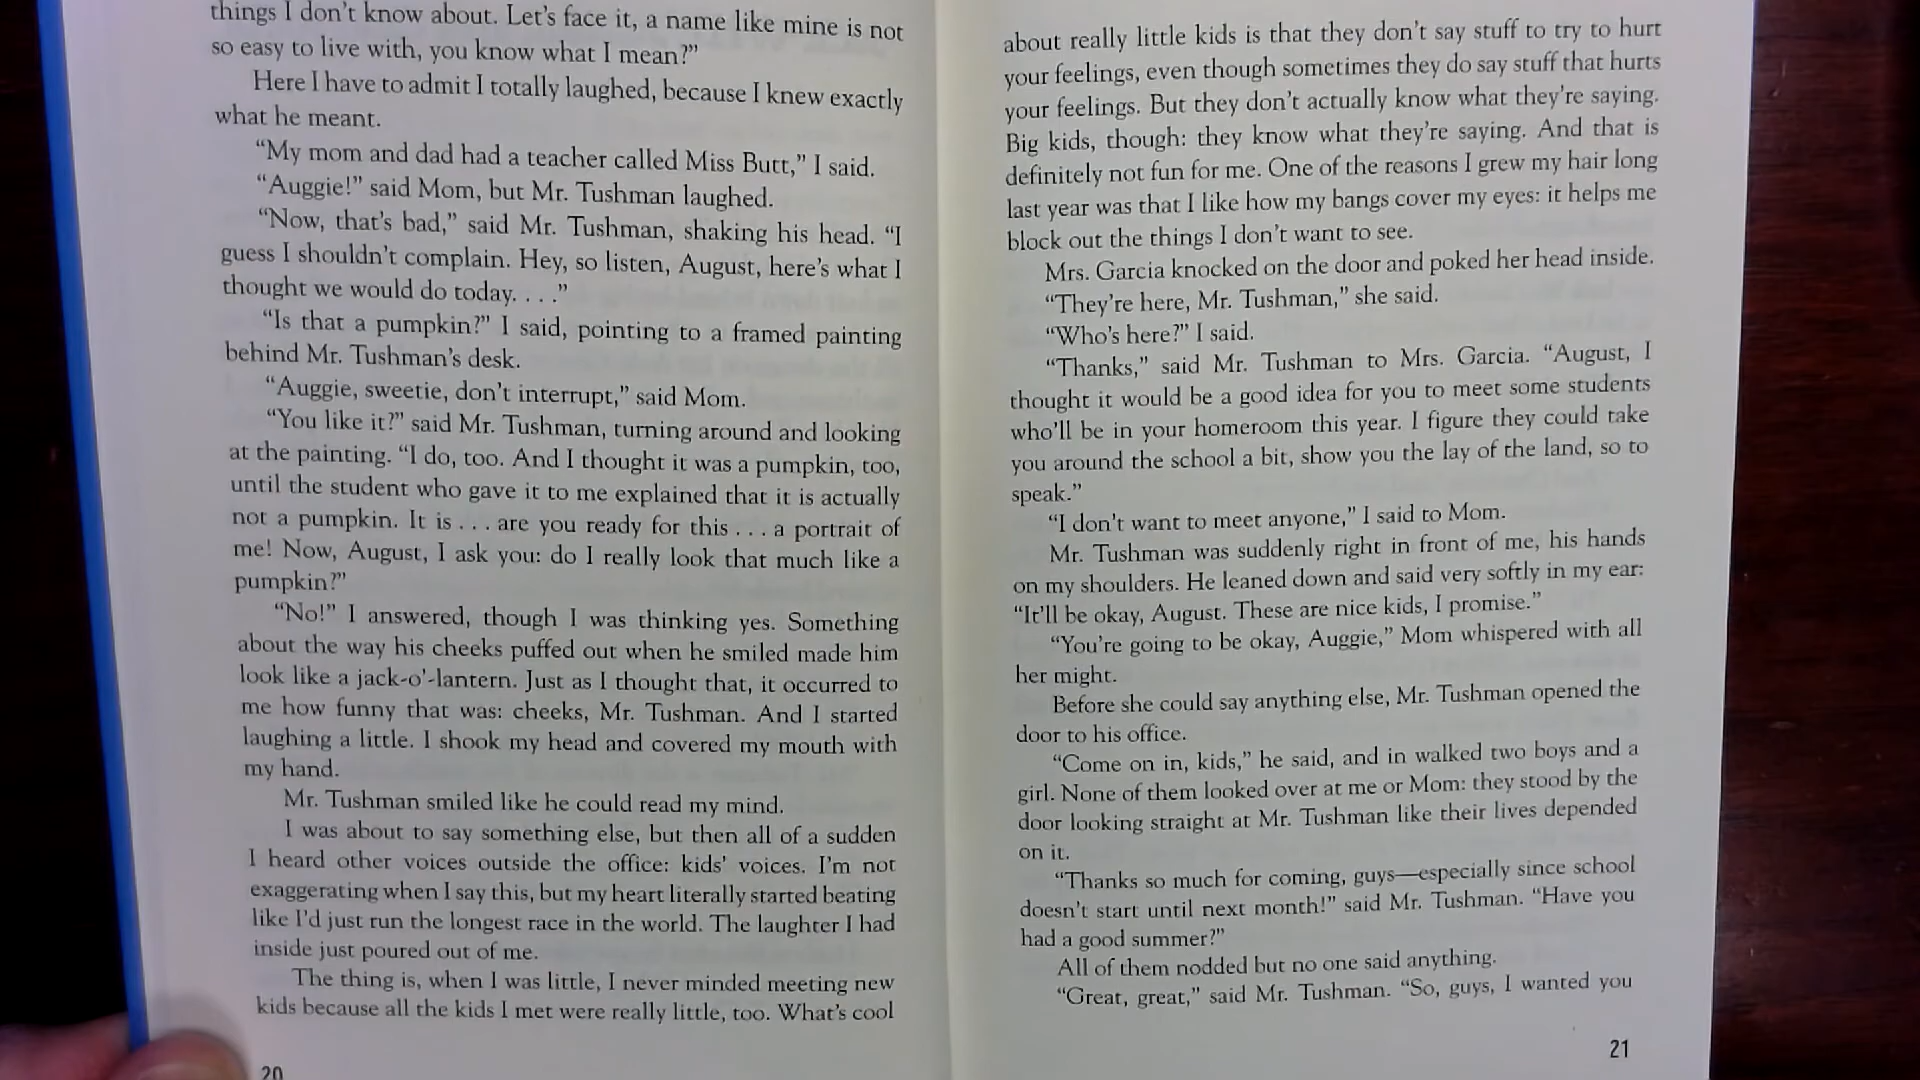 things I don't know about. Let's face it, a name like mine is not
so easy to live with, you know what I mean?”
Here I have to admit I totally laughed, because I knew exactly
what he meant.
“My mom and dad had a teacher called Miss Butt,” I said.
“Auggie!” said Mom, but Mr. Tushman laughed.
“Now, that's bad,” said Mr. Tushman, shaking his head. “I
guess I shouldn't complain. Hey, so listen, August, here's what I
thought we would do today. . . .”
“Is that a pumpkin?” I said, pointing to a framed painting
behind Mr. Tushman's desk.
“Auggie, sweetie, don't interrupt,” said Mom.
“You like it?” said Mr. Tushman, turning around and looking
at the painting. “I do, too. And I thought it was a pumpkin, too,
until the student who gave it to me explained that it is actually
not a pumpkin. It is . . . are you ready for this . . . a portrait of
me! Now, August, I ask you: do I really look that much like a
pumpkin?”
“No!” I answered, though I was thinking yes. Something
about the way his cheeks puffed out when he smiled made him
look like a jack-o'-lantern. Just as I thought that, it occurred to
me how funny that was: cheeks, Mr. Tushman. And I started
laughing a little. I shook my head and covered my mouth with
my hand.
Mr. Tushman smiled like he could read my mind.
I was about to say something else, but then all of a sudden
I heard other voices outside the office: kids' voices. I'm not
exaggerating when I say this, but my heart literally started beating
like I'd just run the longest race in the world. The laughter I had
inside just poured out of me.
The thing is, when I was little, I never minded meeting new
kids because all the kids I met were really little, too. What's cool
20
about really little kids is that they don't say stuff to try to hurt
your feelings, even though sometimes they do say stuff that hurts
your feelings. But they don't actually know what they're saying.
Big kids, though: they know what they're saying. And that is
definitely not fun for me. One of the reasons I grew my hair long
last year was that I like how my bangs cover my eyes: it helps me
block out the things I don't want to see.
Mrs. Garcia knocked on the door and poked her head inside.
“They're here, Mr. Tushman,” she said.
“Who's here?” I said.
“Thanks,” said Mr. Tushman to Mrs. Garcia. “August, I
thought it would be a good idea for you to meet some students
who'll be in your homeroom this year. I figure they could take
you around the school a bit, show you the lay of the land, so to
speak.”
“I don't want to meet anyone,” I said to Mom.
Mr. Tushman was suddenly right in front of me, his hands
on my shoulders. He leaned down and said very softly in my ear:
“It'll be okay, August. These are nice kids, I promise.”
“You're going to be okay, Auggie,” Mom whispered with all
her might.
Before she could say anything else, Mr. Tushman opened the
door to his office.
“Come on in, kids,” he said, and in walked two boys and a
girl. None of them looked over at me or Mom: they stood by the
door looking straight at Mr. Tushman like their lives depended
on it.
“Thanks so much for coming, guys—especially since school
doesn't start until next month!” said Mr. Tushman. “Have you
had a good summer?”
All of them nodded but no one said anything.
“Great, great,” said Mr. Tushman. “So, guys, I wanted you
21